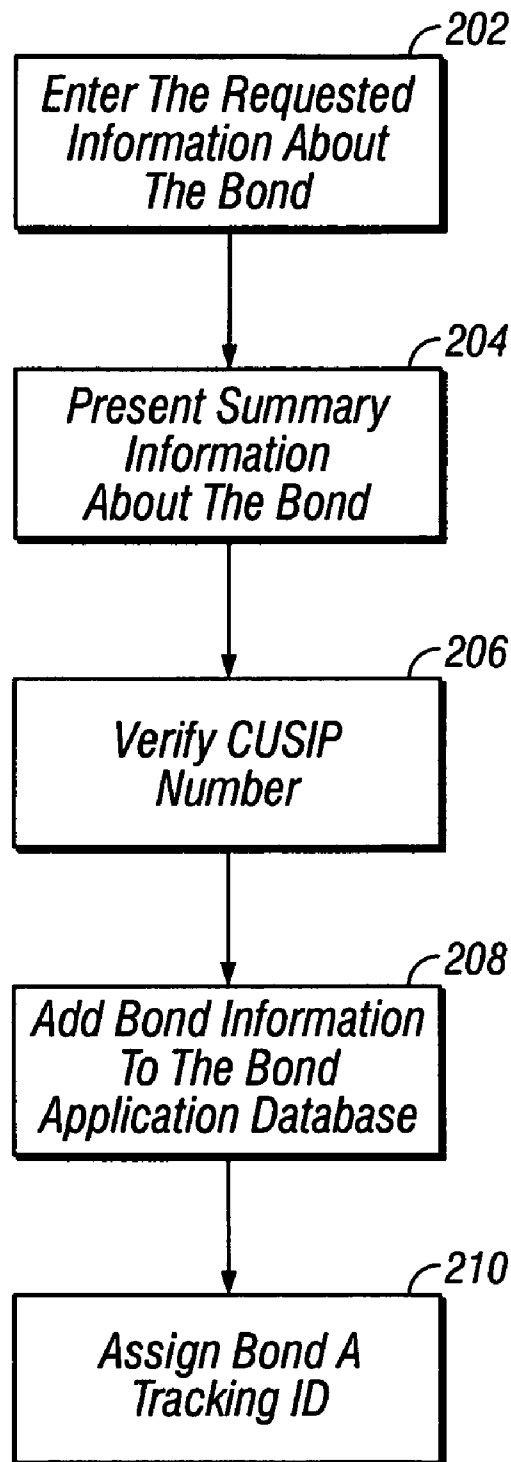 202
Enter The Requested
Information About
The Bond
204
Present Summary
Information
About The Bond
206
Verify CUSIP
Number
208
Add Bond Information
To The Bond
Application Database
210
Assign Bond A
Tracking ID